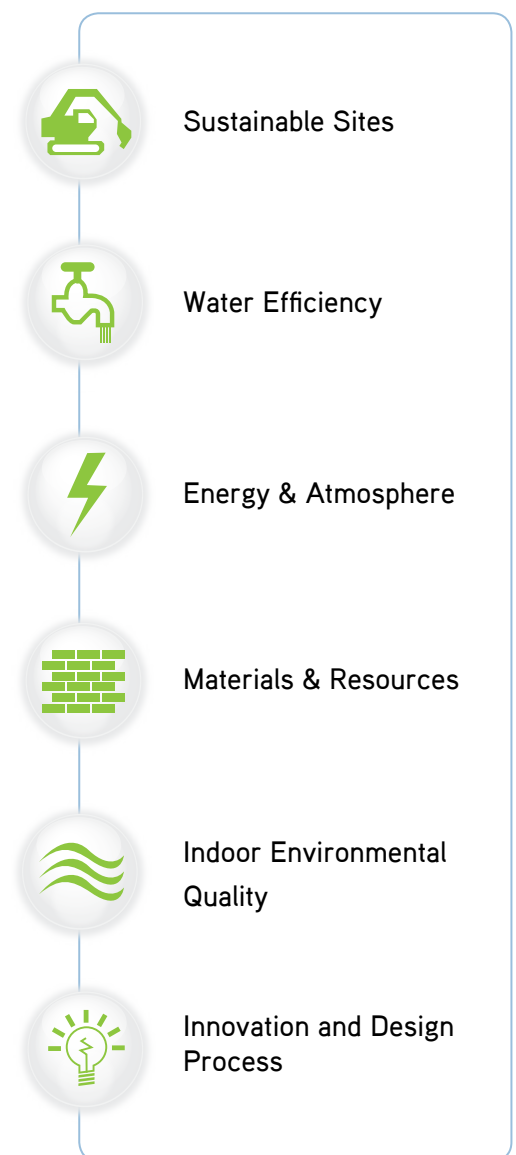 Sustainable Sites
Water Efficiency
Energy & Atmosphere
Materials & Resources
Indoor Environmental
Quality
Innovation and Design
Process